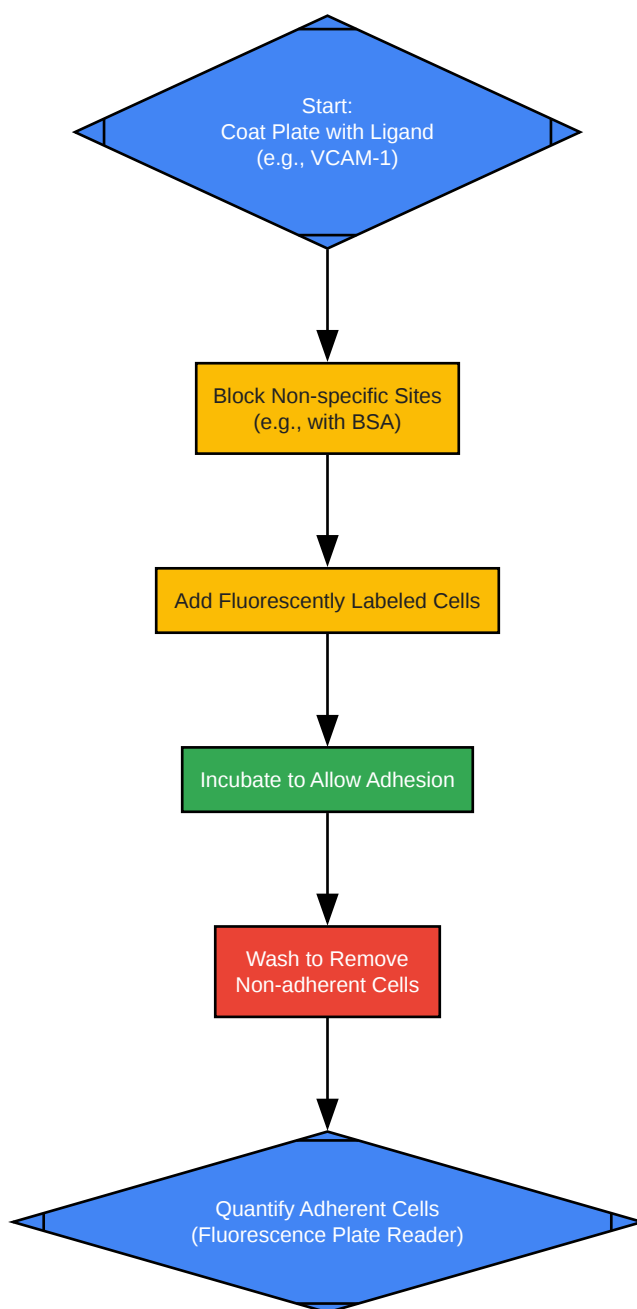 Start:
Coat Plate with Ligand
(e.g., VCAM-1)
Block Non-specific Sites
(e.g., with BSA)
Add Fluorescently Labeled Cells
Incubate to Allow Adhesion
Wash to Remove
Non-adherent Cells
Quantify Adherent Cells
(Fluorescence Plate Reader)